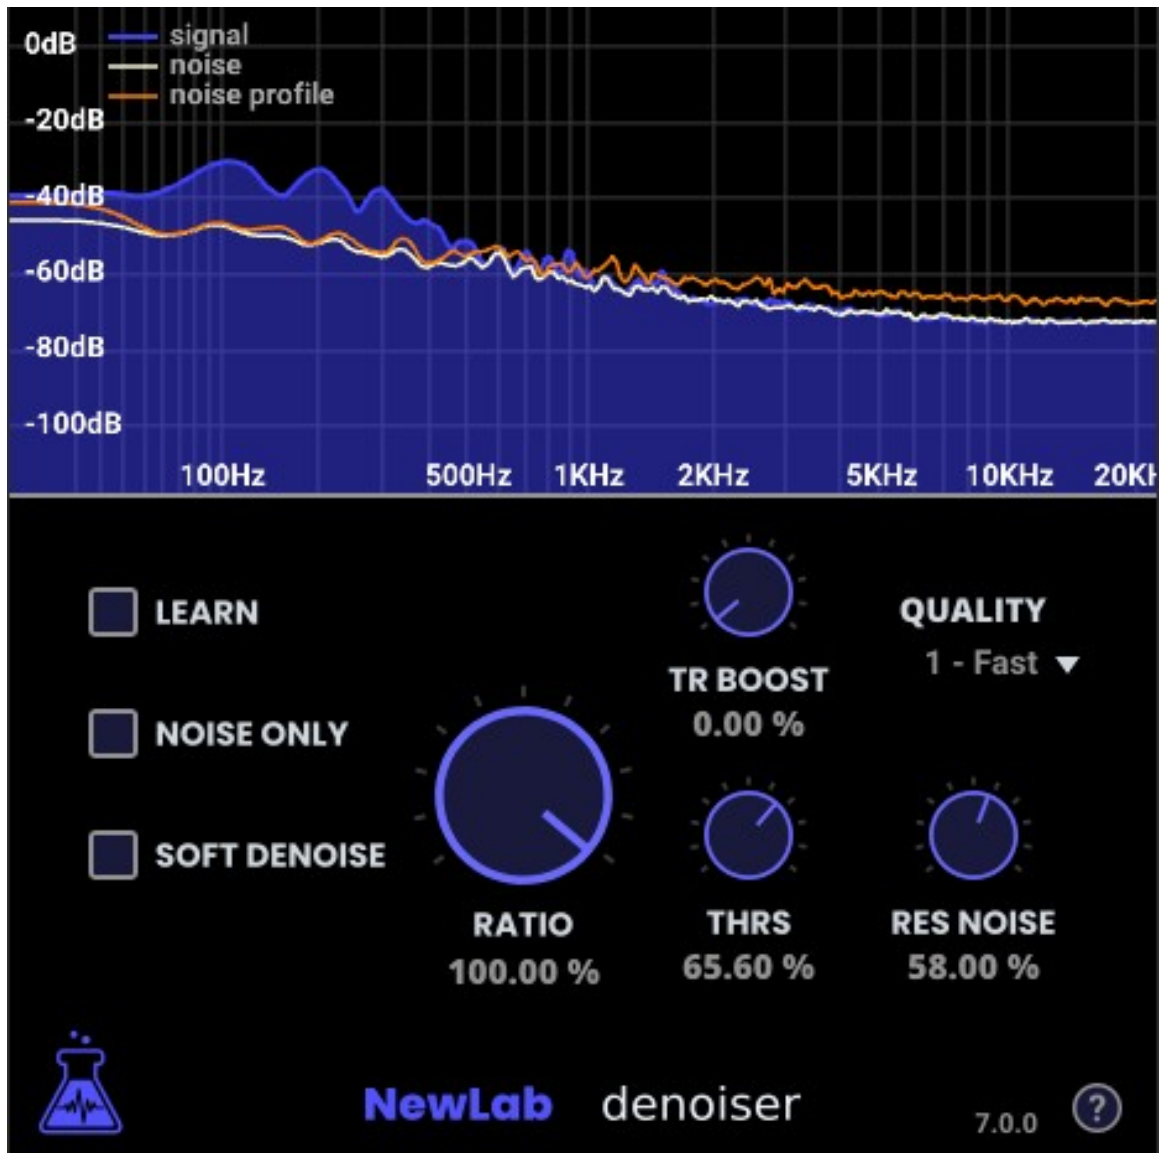 0dB
signal
noise
noise profile
-20dB
-40dB
-60dB
-80dB
-100dB
100Hz 500Hz 1KHz 2KHz 5KHz 10KHz 20KH
LEARN
NOISE ONLY
SOFT DENOISE
RATIO
100.00 %
TR BOOST
0.00 %
THRS
65.60 %
QUALITY
1 - Fast
RES NOISE
58.00 %
NewLab denoiser
7.0.0
?